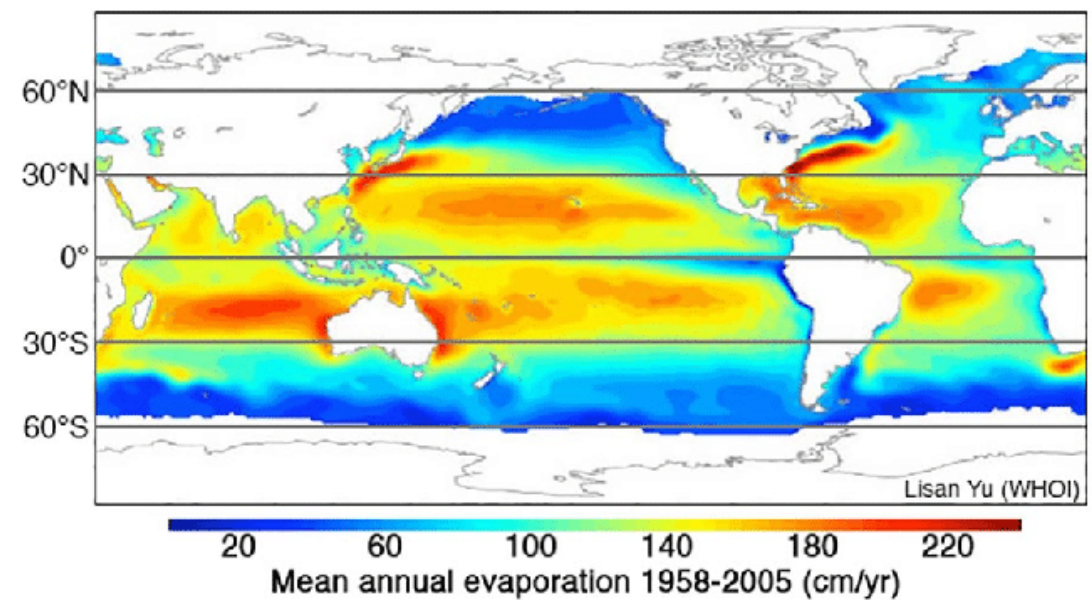 60°N
30°N
0°
30°S
60°S
Lisan Yu (WHOI)
20 60 100 140 180 220
Mean annual evaporation 1958-2005 (cm/yr)